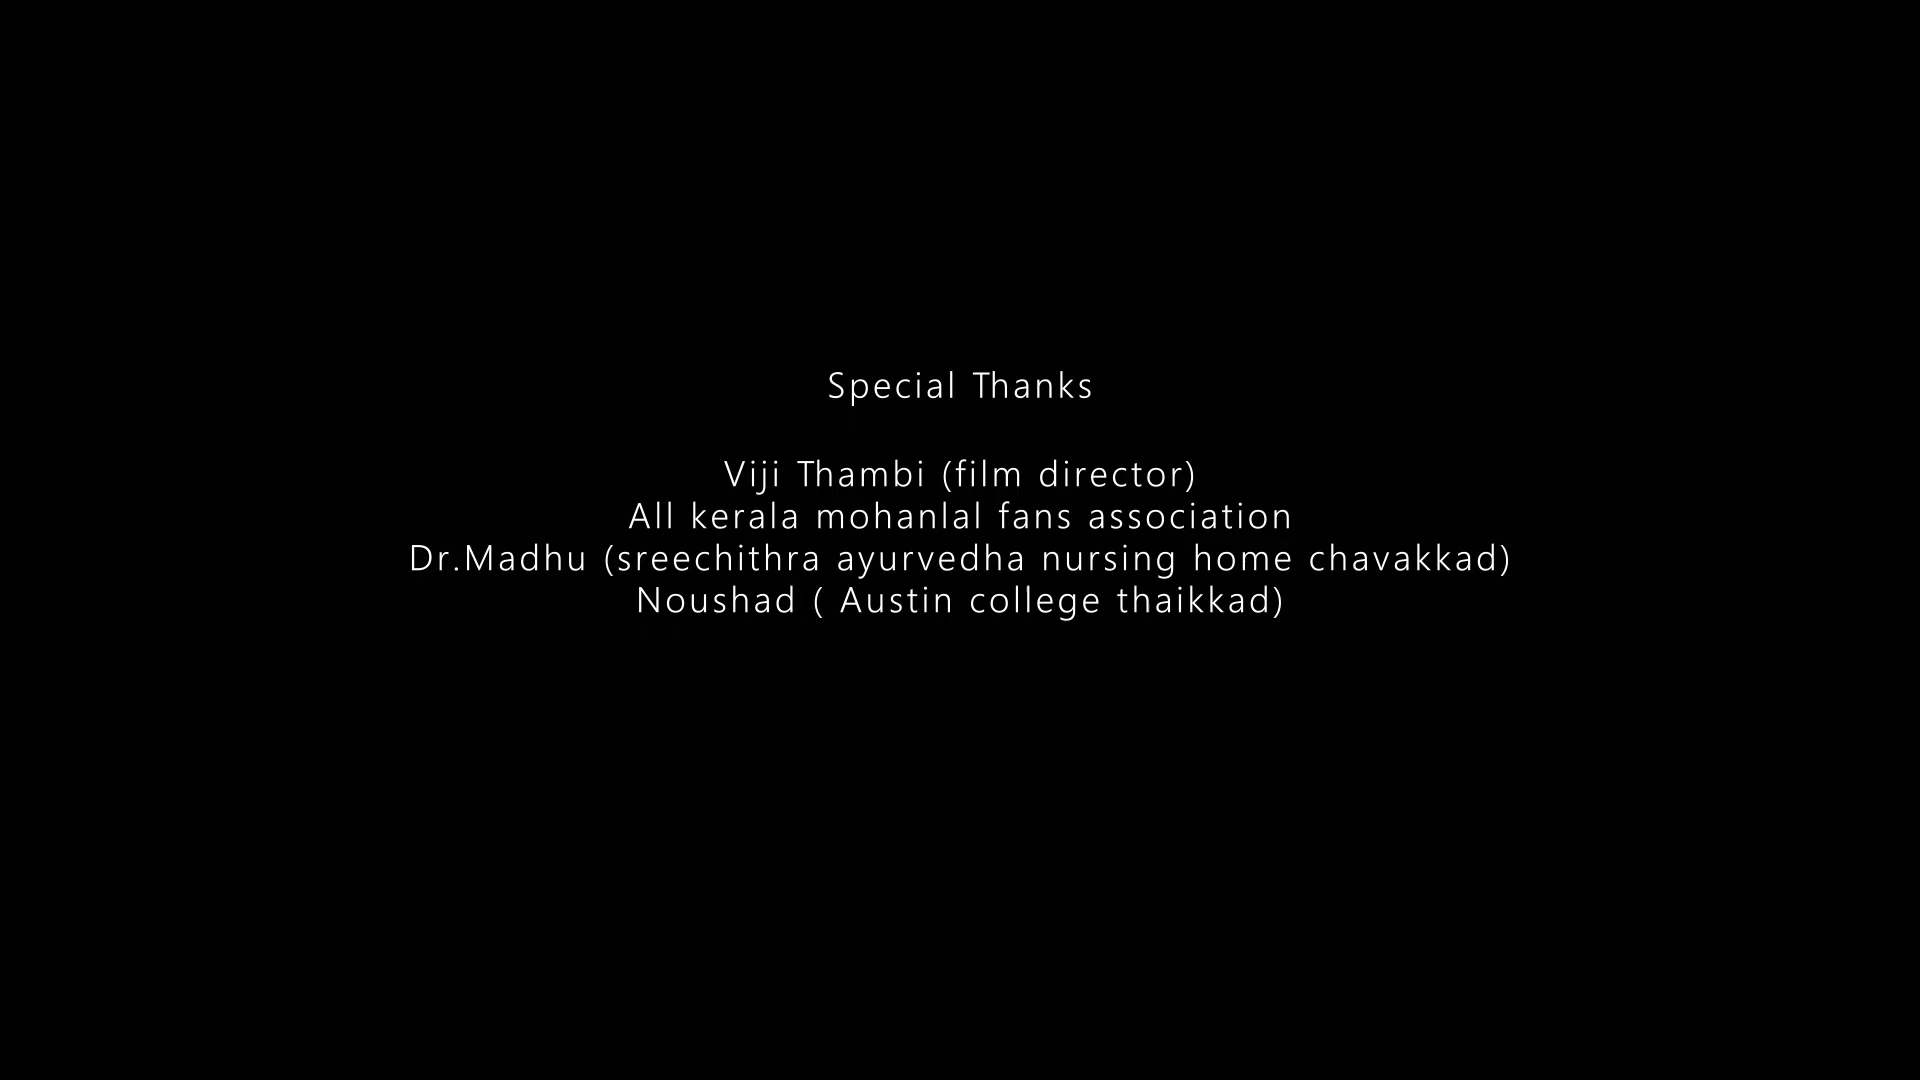 Special Thanks
Viji Thambi (film director)
All kerala mohanlal fans association
Dr.Madhu (sreechithra ayurvedha nursing home chavakkad)
Noushad ( Austin college thaikkad)